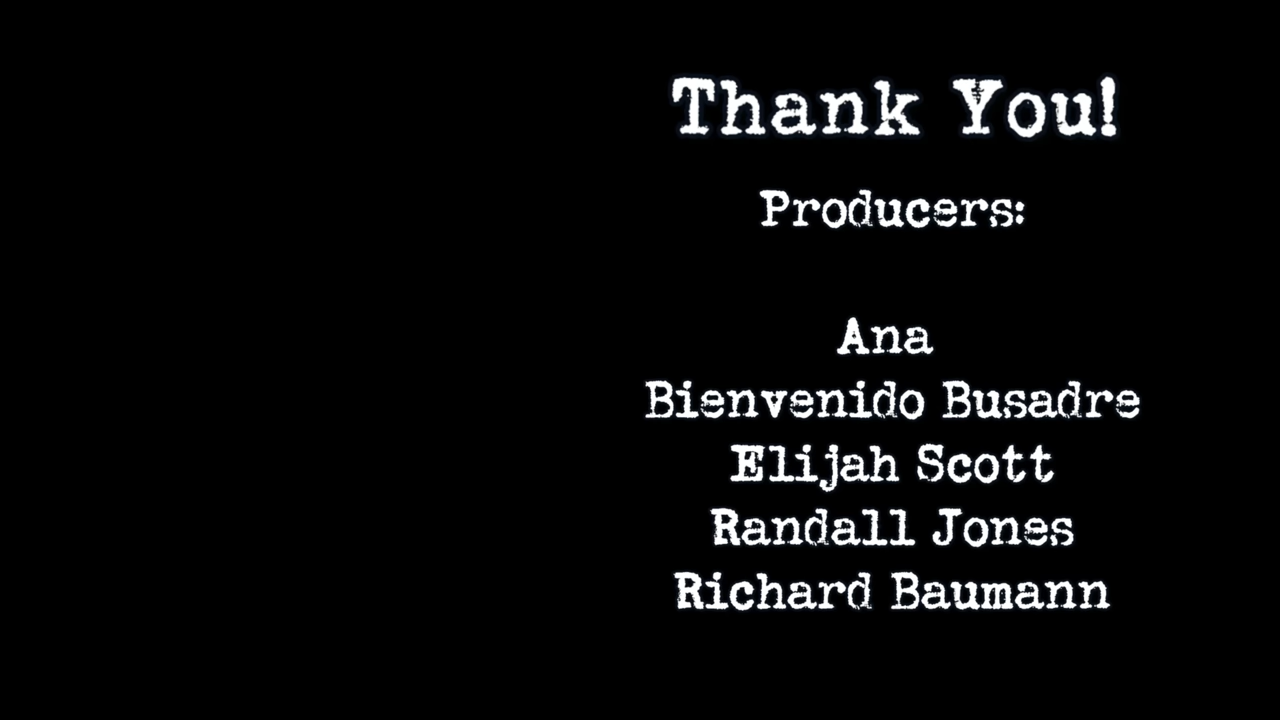 Thank You!
Producers:
Ana
Bienvenido Busadre
Elijah Scott
Randall Jones
Richard Baumann